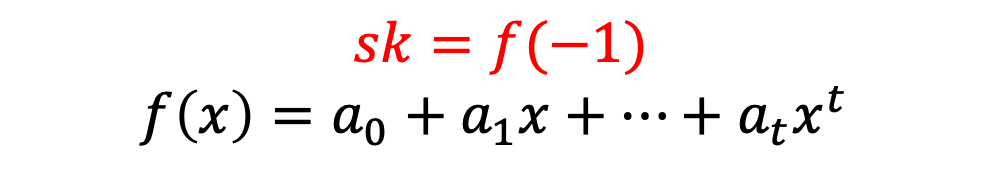 sk = f(−1)
f(x) = a₀ + a₁x + ⋯ + aₜxᵗ